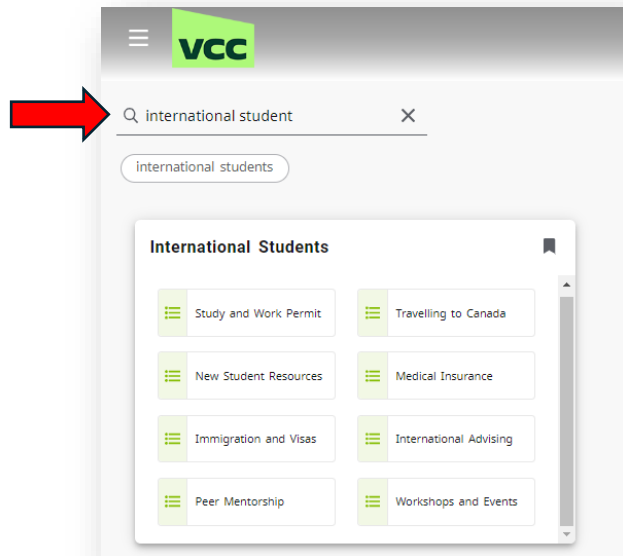 VCC
international student
international students
International Students
Study and Work Permit
Travelling to Canada
New Student Resources
Medical Insurance
Immigration and Visas
International Advising
Peer Mentorship
Workshops and Events